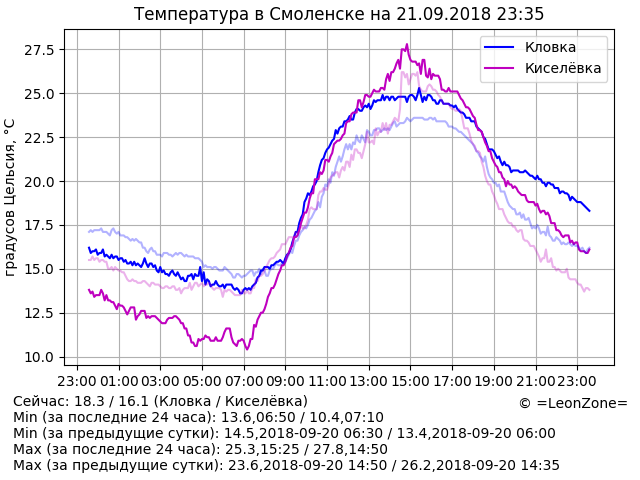 Температура в Смоленске на 21.09.2018 23:35
градусов Цельсия, °C
27.5
25.0
22.5
20.0
17.5
15.0
12.5
10.0
Кловка
Киселёвка
23:00 01:00 03:00 05:00 07:00 09:00 11:00 13:00 15:00 17:00 19:00 21:00 23:00
Сейчас: 18.3 / 16.1 (Кловка / Киселёвка)
© =LeonZone=
Min (за последние 24 часа): 13.6,06:50 / 10.4,07:10
Min (за предыдущие сутки): 14.5,2018-09-20 06:30 / 13.4,2018-09-20 06:00
Max (за последние 24 часа): 25.3,15:25 / 27.8,14:50
Max (за предыдущие сутки): 23.6,2018-09-20 14:50 / 26.2,2018-09-20 14:35